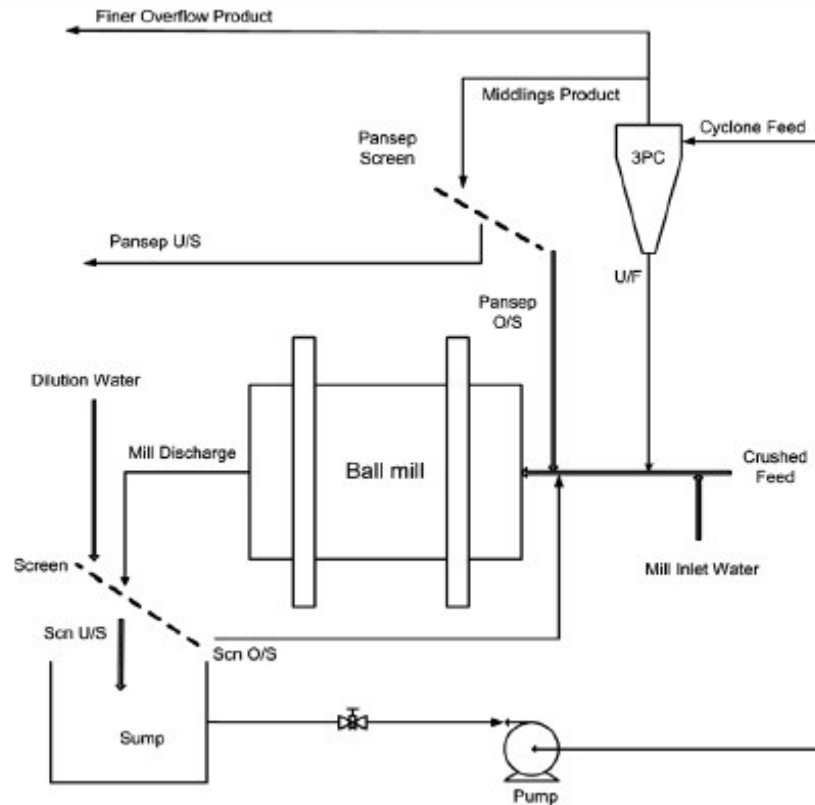 Finer Overflow Product
Middlings Product
Pansep
Screen
Cyclone Feed
3PC
Pansep U/S
U/F
Pansep
O/S
Dilution Water
Mill Discharge
Ball mill
Crushed
Feed
Screen
Mill Inlet Water
Scn U/S
Scn O/S
Sump
Pump